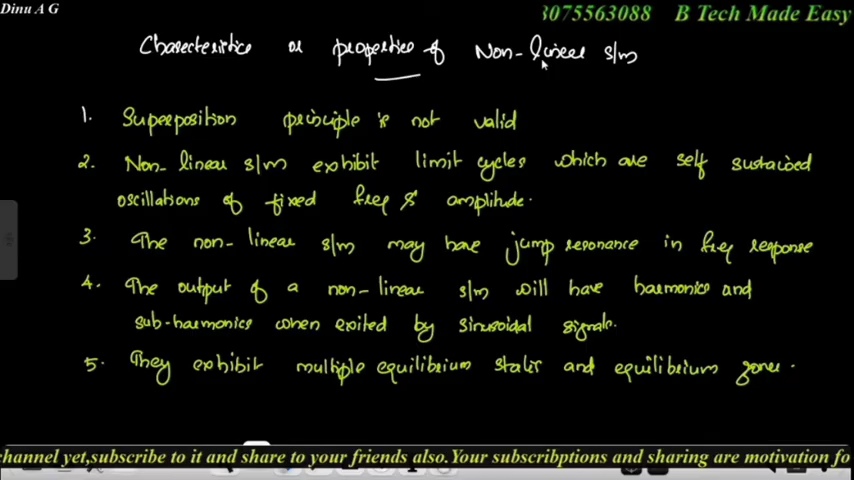 Dinu A G
8075563088 B Tech Made Easy
Characteristics or properties of Non-linear s/m
1. Superposition principle is not valid
2. Non-linear s/m exhibit limit cycles which are self sustained
oscillations of fixed freq & amplitude.
3. The non-linear s/m may have jump resonance in freq response
4. The output of a non-linear s/m will have harmonics and
sub-harmonics when exited by sinusoidal signals.
5. They exhibit multiple equilibrium states and equilibrium zones.
channel yet,subscribe to it and share to your friends also.Your subscribptions and sharing are motivation fo